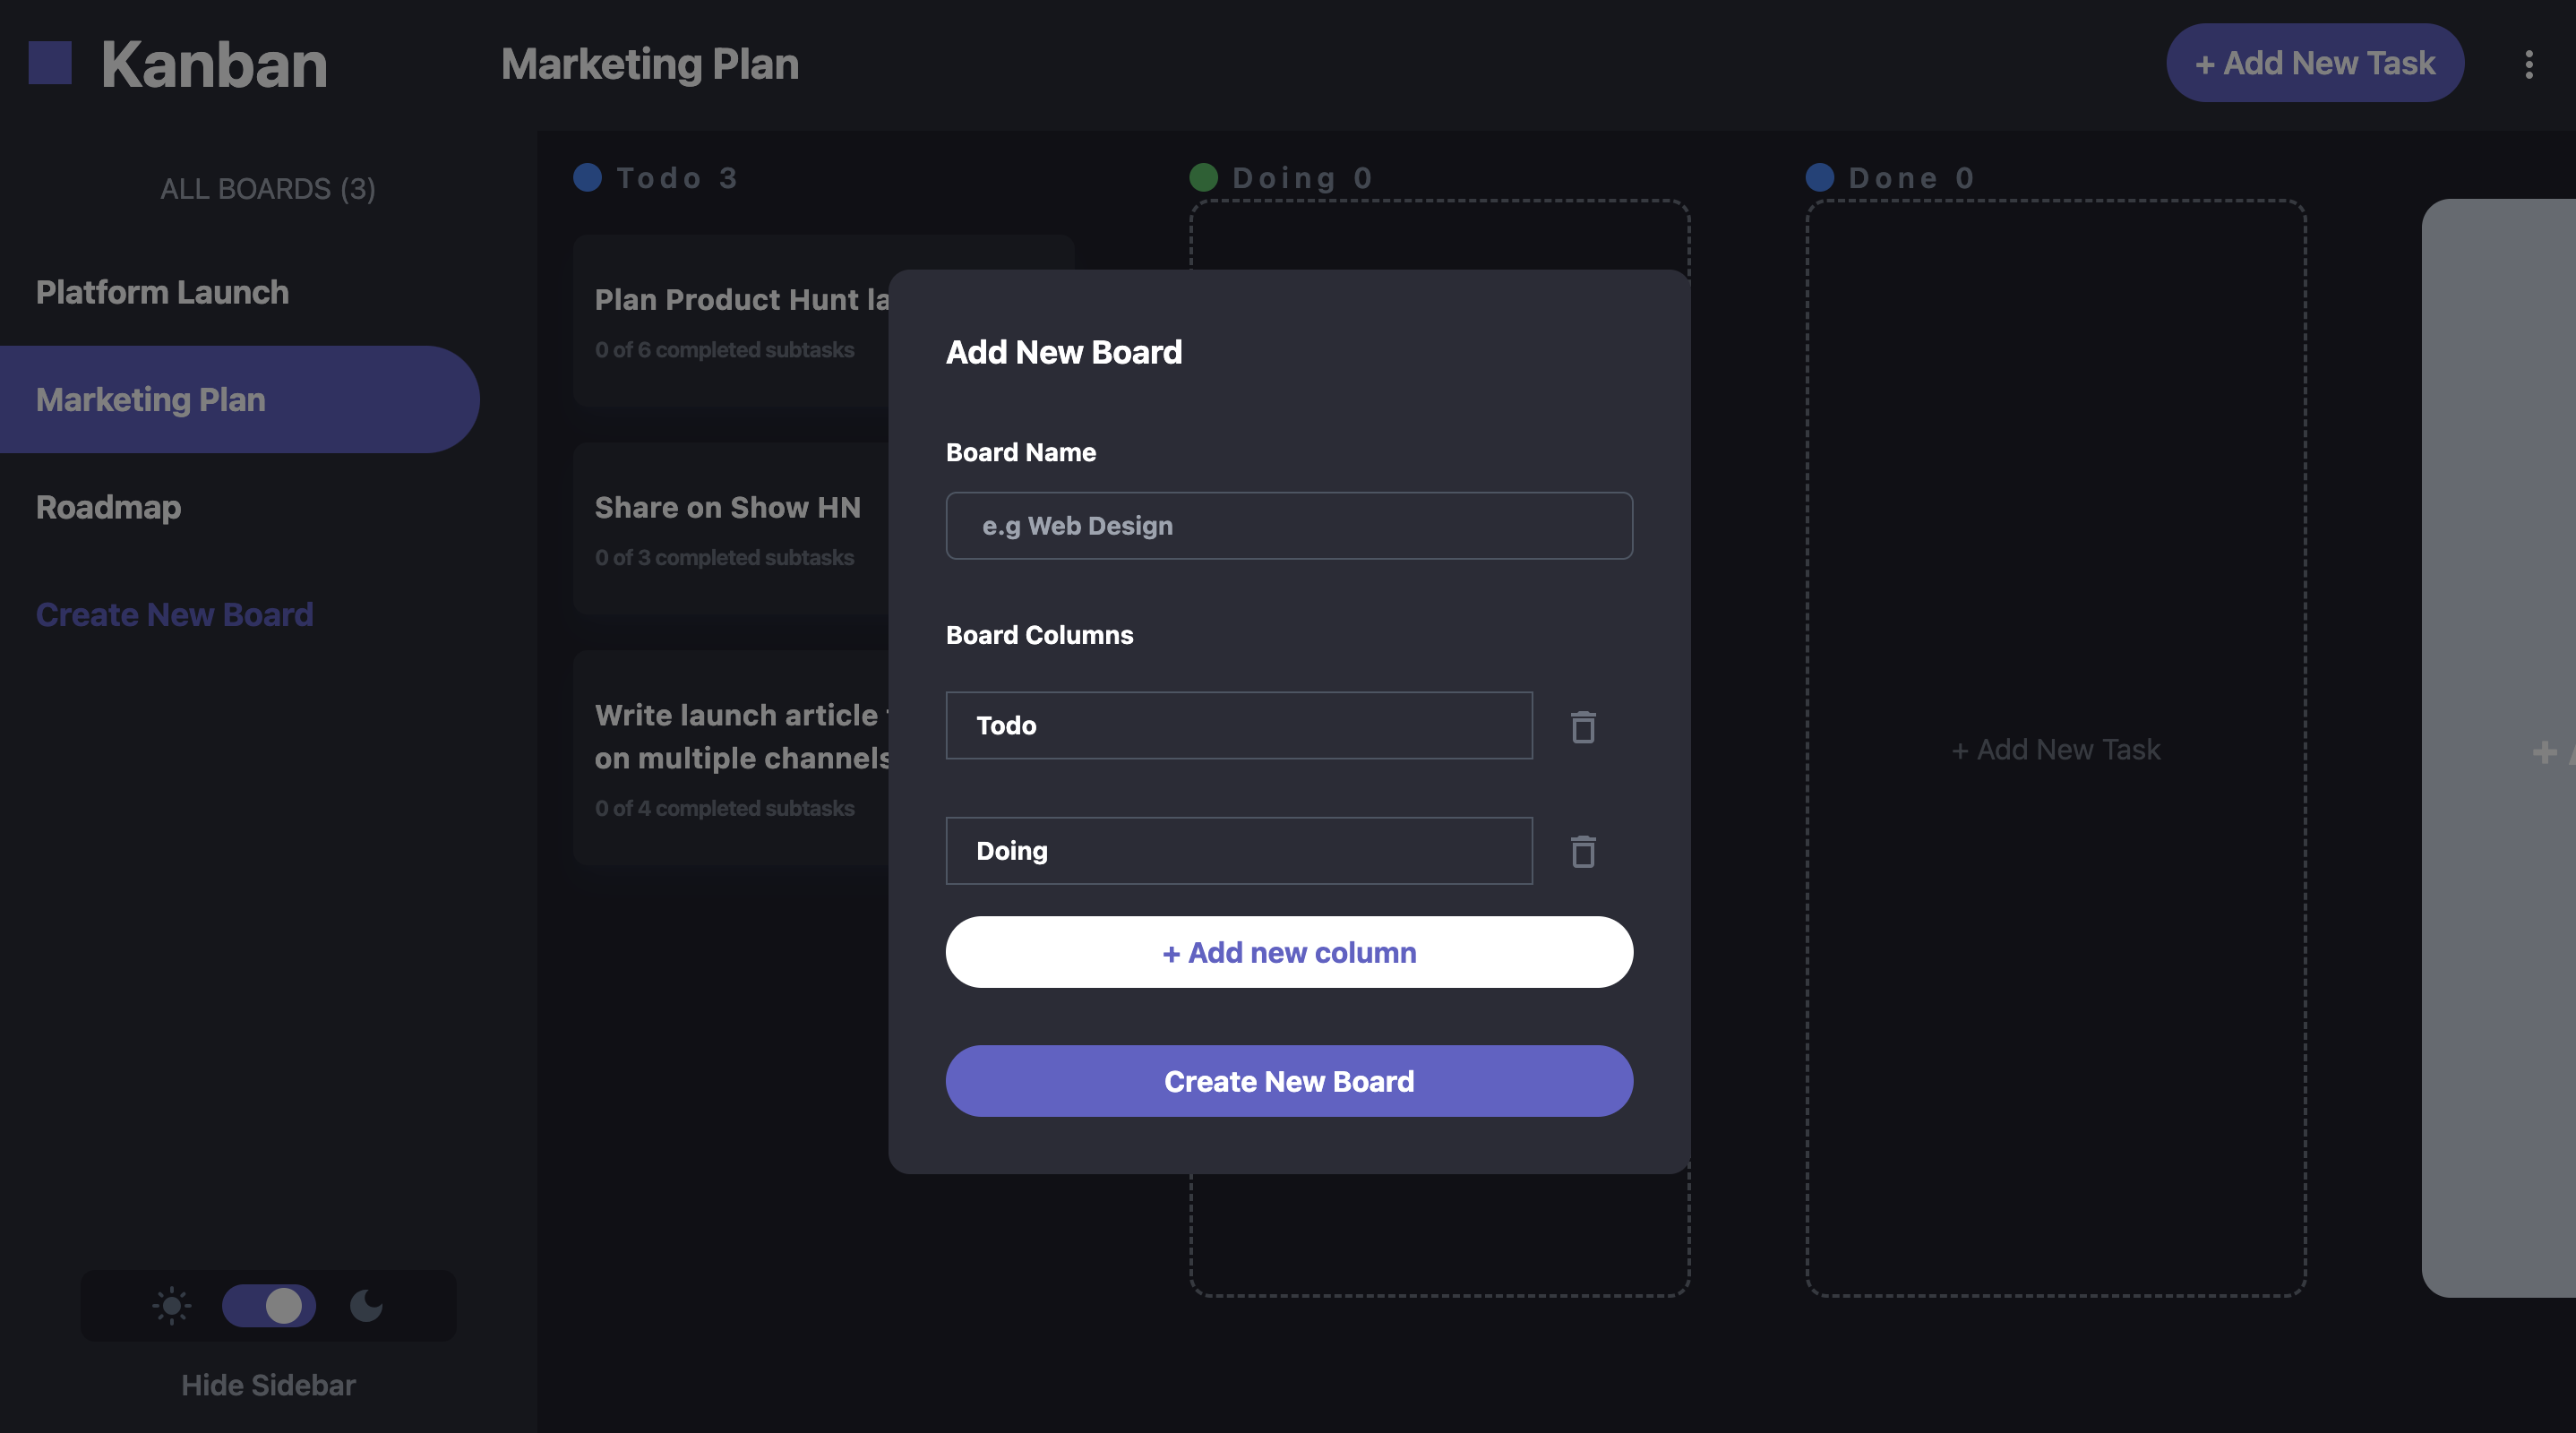 Kanban
Marketing Plan
+ Add New Task
ALL BOARDS (3)
Platform Launch
Marketing Plan
Roadmap
Create New Board
Hide Sidebar
Todo 3
Plan Product Hunt
0 of 6 completed subtasks
Share on Show HN
0 of 3 completed subtasks
Write launch article
on multiple channels
0 of 4 completed subtasks
Doing 0
Done 0
+ Add New Task
+
Add New Board
Board Name
e.g Web Design
Board Columns
Todo
Doing
+ Add new column
Create New Board